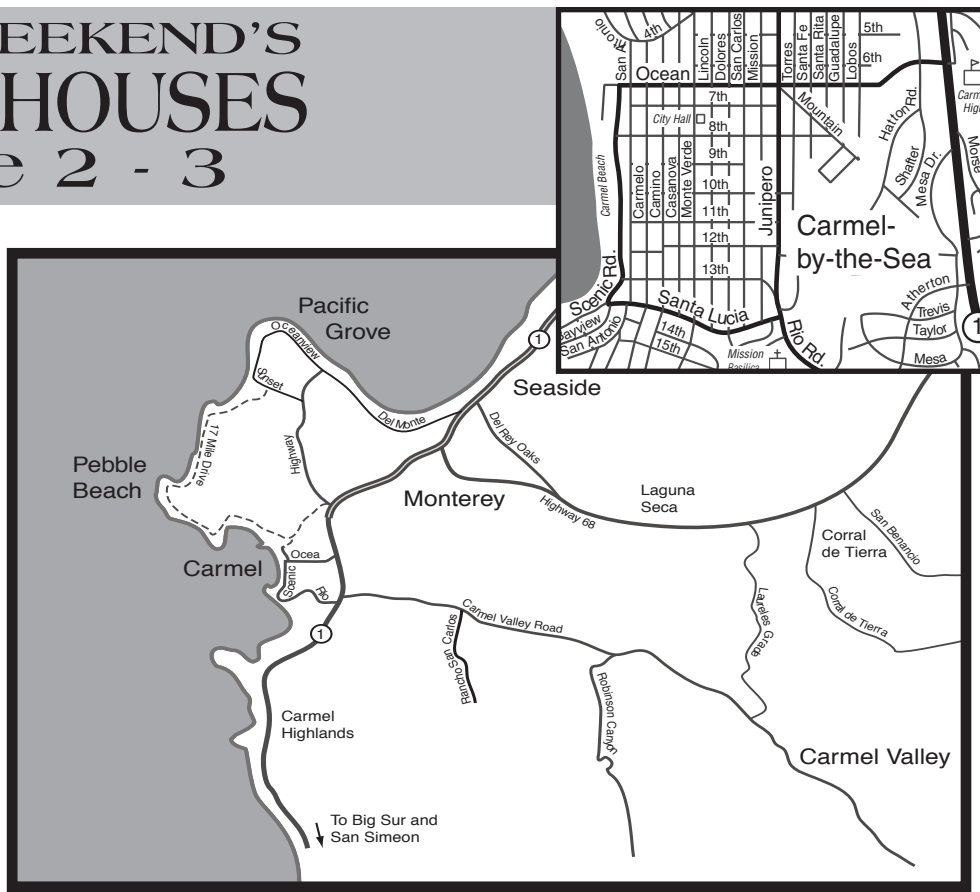 EEKEND'S
HOUSES
e 2 - 3
San Antonio
4th
Lincoln
Dolores
San Carlos
Mission
Torres
Santa Fe
Santa Rita
Guadalupe
Lobos
5th
6th
Ocean
7th
City Hall
8th
Mountain
Hatton Rd.
Shafter
Mesa Dr.
Carm
High
Carmel Beach
Carmelo
Camino
Casanova
Monte Verde
9th
10th
11th
12th
13th
Junipero
Carmel-
by-the-Sea
Scenic Rd.
Santa Lucia
Rio Rd.
Bayview
San Antonio
14th
15th
Mission
Basilica
Atherton
Trevis
Taylor
Mesa
1
Pacific
Grove
Oceanview
Sunset
17 Mile Drive
Highway
Del Monte
1
Seaside
Del Rey Oaks
Pebble
Beach
Monterey
Highway 68
Laguna
Seca
San Benancio
Corral
de Tierra
Corral de Tierra
Laureles Grade
Carmel
Ocea
Scenic
Rio
1
Carmel Valley Road
Rancho San Carlos
Robinson Canyon
Carmel
Highlands
Carmel Valley
To Big Sur and
San Simeon